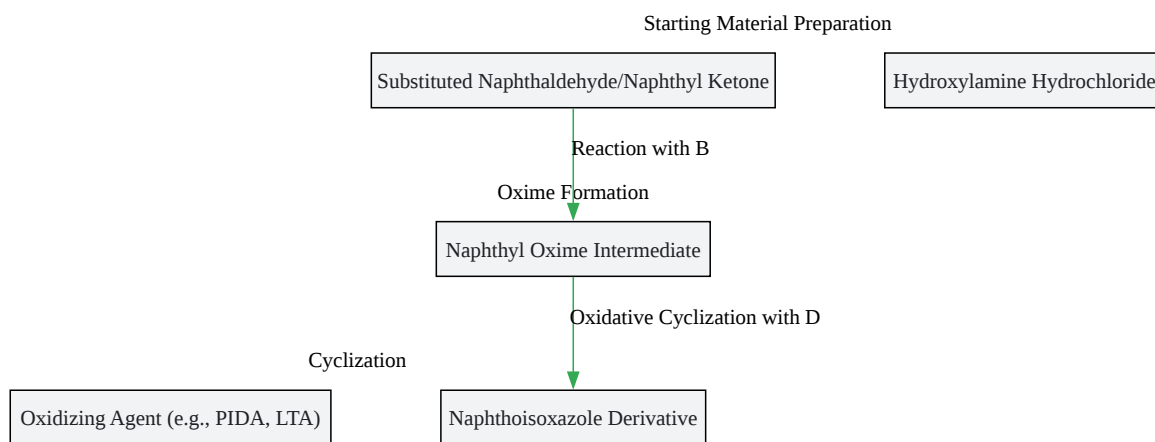 Starting Material Preparation
Substituted Naphthaldehyde/Naphthyl Ketone
Hydroxylamine Hydrochloride
Reaction with B
Oxime Formation
Naphthyl Oxime Intermediate
Oxidative Cyclization with D
Cyclization
Oxidizing Agent (e.g., PIDA, LTA)
Naphthoisoxazole Derivative